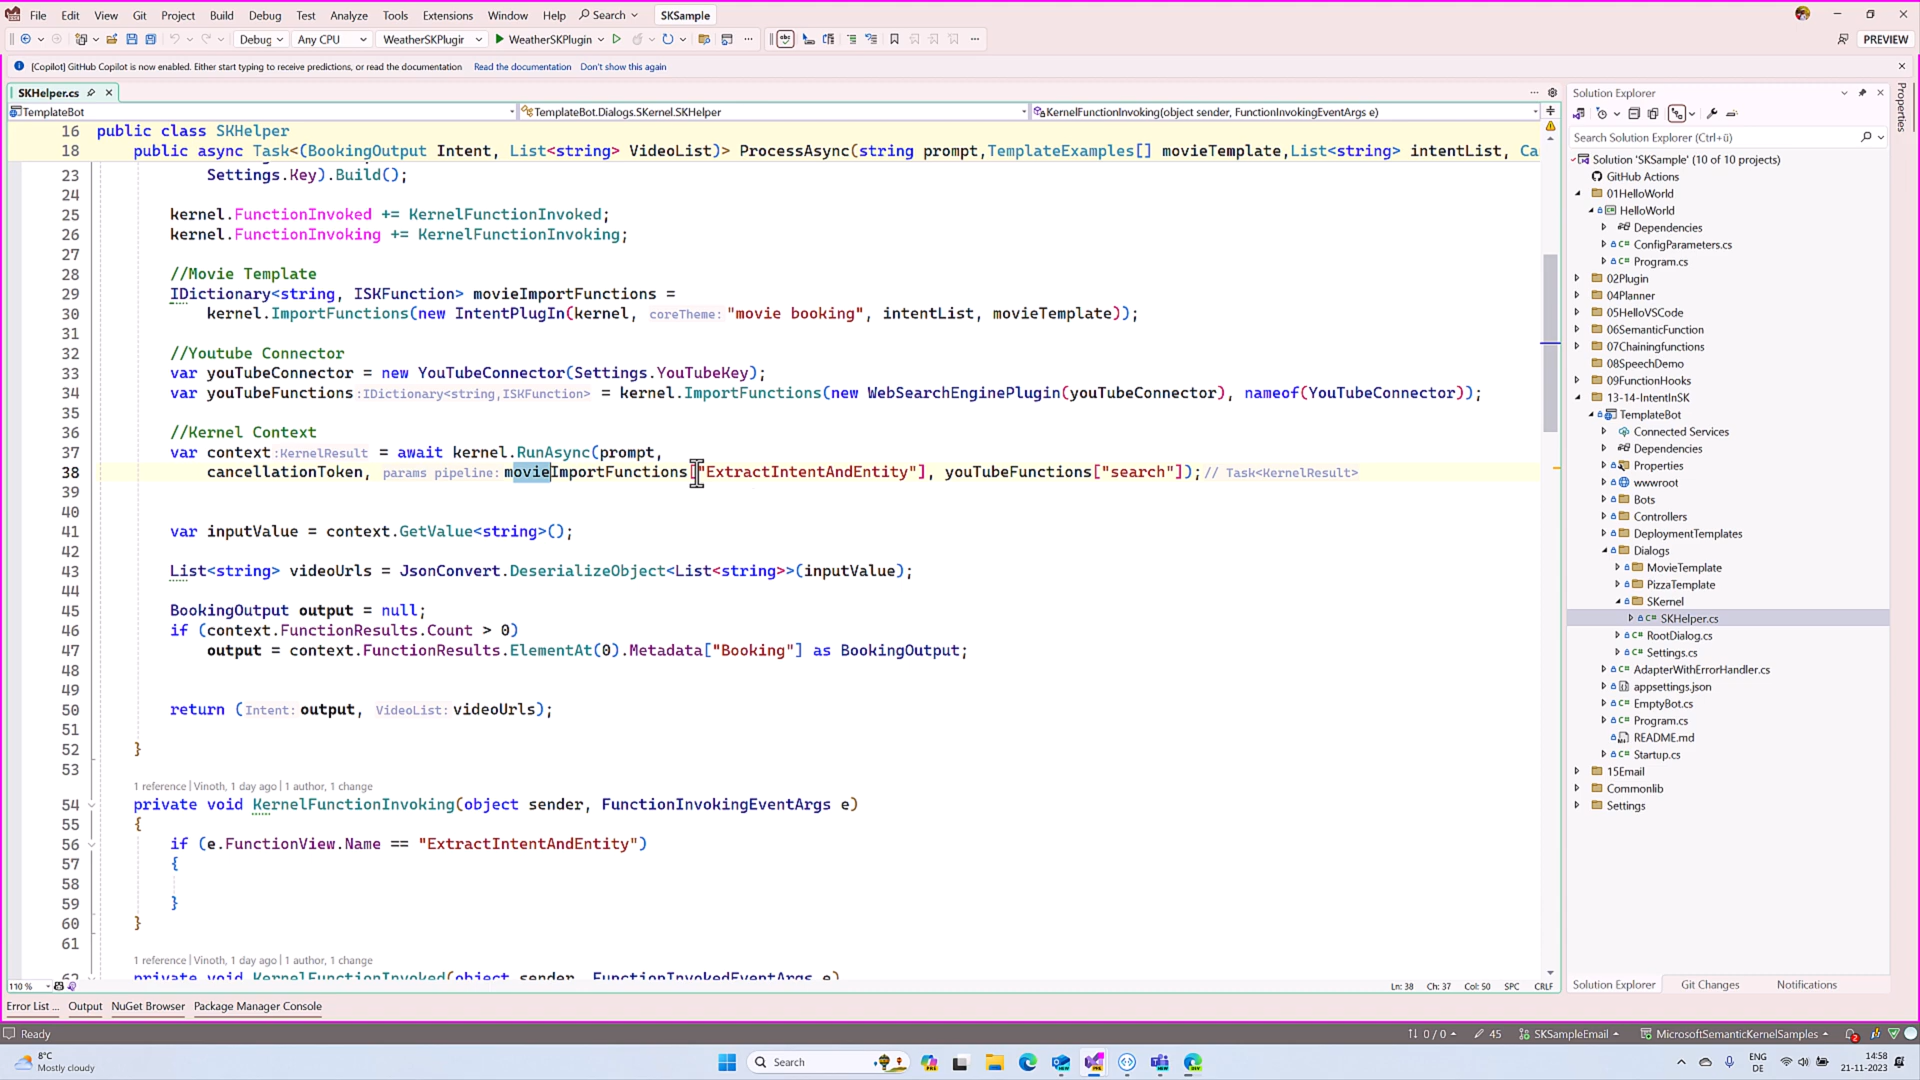 File Edit View Git Project Build Debug Test Analyze Tools Extensions Window Help Search SKSample
Debug Any CPU WeatherSKPlugin WeatherSKPlugin PREVIEW
[Copilot] GitHub Copilot is now enabled. Either start typing to receive predictions, or read the documentation Read the documentation Don't show this again
SKHelper.cs
TemplateBot TemplateBot.Dialogs.SKernel.SKHelper KernelFunctionInvoking(object sender, FunctionInvokingEventArgs e)
16 public class SKHelper
18 public async Task<(BookingOutput Intent, List<string> VideoList)> ProcessAsync(string prompt,TemplateExamples[] movieTemplate,List<string> intentList, Ca
23 Settings.Key).Build();
24
25 kernel.FunctionInvoked += KernelFunctionInvoked;
26 kernel.FunctionInvoking += KernelFunctionInvoking;
27
28 //Movie Template
29 IDictionary<string, ISKFunction> movieImportFunctions =
30 kernel.ImportFunctions(new IntentPlugIn(kernel, coreTheme: "movie booking", intentList, movieTemplate));
31
32 //Youtube Connector
33 var youTubeConnector = new YouTubeConnector(Settings.YouTubeKey);
34 var youTubeFunctions :IDictionary<string,ISKFunction> = kernel.ImportFunctions(new WebSearchEnginePlugin(youTubeConnector), nameof(YouTubeConnector));
35
36 //Kernel Context
37 var context :KernelResult = await kernel.RunAsync(prompt,
38 cancellationToken, params pipeline: movieImportFunctions["ExtractIntentAndEntity"], youTubeFunctions["search"]); // Task<KernelResult>
39
40
41 var inputValue = context.GetValue<string>();
42
43 List<string> videoUrls = JsonConvert.DeserializeObject<List<string>>(inputValue);
44
45 BookingOutput output = null;
46 if (context.FunctionResults.Count > 0)
47 output = context.FunctionResults.ElementAt(0).Metadata["Booking"] as BookingOutput;
48
49
50 return (Intent: output, VideoList: videoUrls);
51
52 }
53
1 reference | Vinoth, 1 day ago | 1 author, 1 change
54 private void KernelFunctionInvoking(object sender, FunctionInvokingEventArgs e)
55 {
56 if (e.FunctionView.Name == "ExtractIntentAndEntity")
57 {
58
59 }
60 }
61
1 reference | Vinoth, 1 day ago | 1 author, 1 change
62 private void KernelFunctionInvoked(object sender, FunctionInvokedEventArgs e)
110 % Ln: 38 Ch: 37 Col: 50 SPC CRLF
Error List ... Output NuGet Browser Package Manager Console
Solution Explorer
Search Solution Explorer (Ctrl+ü)
Solution 'SKSample' (10 of 10 projects)
GitHub Actions
01HelloWorld
HelloWorld
Dependencies
ConfigParameters.cs
Program.cs
02Plugin
04Planner
05HelloVSCode
06SemanticFunction
07Chainingfunctions
08SpeechDemo
09FunctionHooks
13-14-IntentInSK
TemplateBot
Connected Services
Dependencies
Properties
wwwroot
Bots
Controllers
DeploymentTemplates
Dialogs
MovieTemplate
PizzaTemplate
SKernel
SKHelper.cs
RootDialog.cs
Settings.cs
AdapterWithErrorHandler.cs
appsettings.json
EmptyBot.cs
Program.cs
README.md
Startup.cs
15Email
Commonlib
Settings
Solution Explorer Git Changes Notifications
Properties
Ready 0 / 0 45 SKSampleEmail MicrosoftSemanticKernelSamples 2
8°C
Mostly cloudy
Search
ENG
DE
14:58
21-11-2023